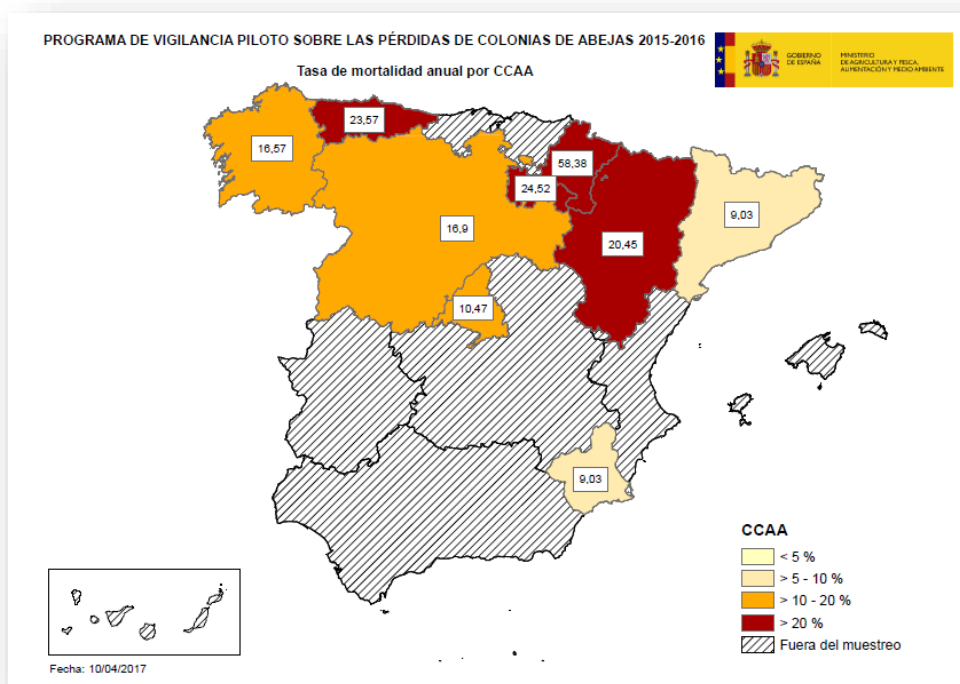 PROGRAMA DE VIGILANCIA PILOTO SOBRE LAS PÉRDIDAS DE COLONIAS DE ABEJAS 2015-2016
Tasa de mortalidad anual por CCAA
GOBIERNO
DE ESPAÑA
MINISTERIO
DE AGRICULTURA Y PESCA,
ALIMENTACIÓN Y MEDIO AMBIENTE
23,57
16,57
58,38
24,52
9,03
16,9
20,45
10,47
9,03
CCAA
< 5 %
> 5 - 10 %
> 10 - 20 %
> 20 %
Fuera del muestreo
Fecha: 10/04/2017